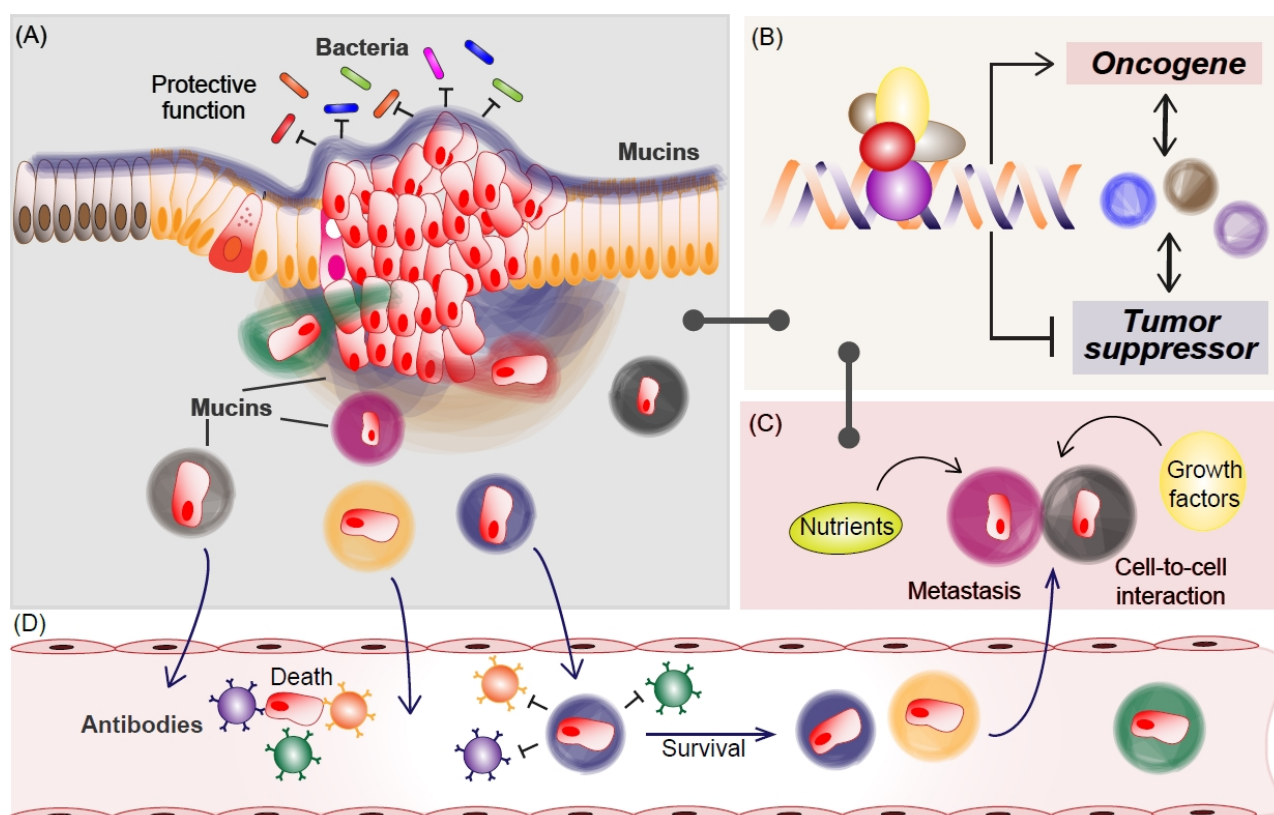 (A)
Bacteria
Protective
function
Mucins
Mucins
(B)
Oncogene
Tumor
suppressor
(C)
Nutrients
Growth
factors
Metastasis
Cell-to-cell
interaction
(D)
Antibodies
Death
Survival